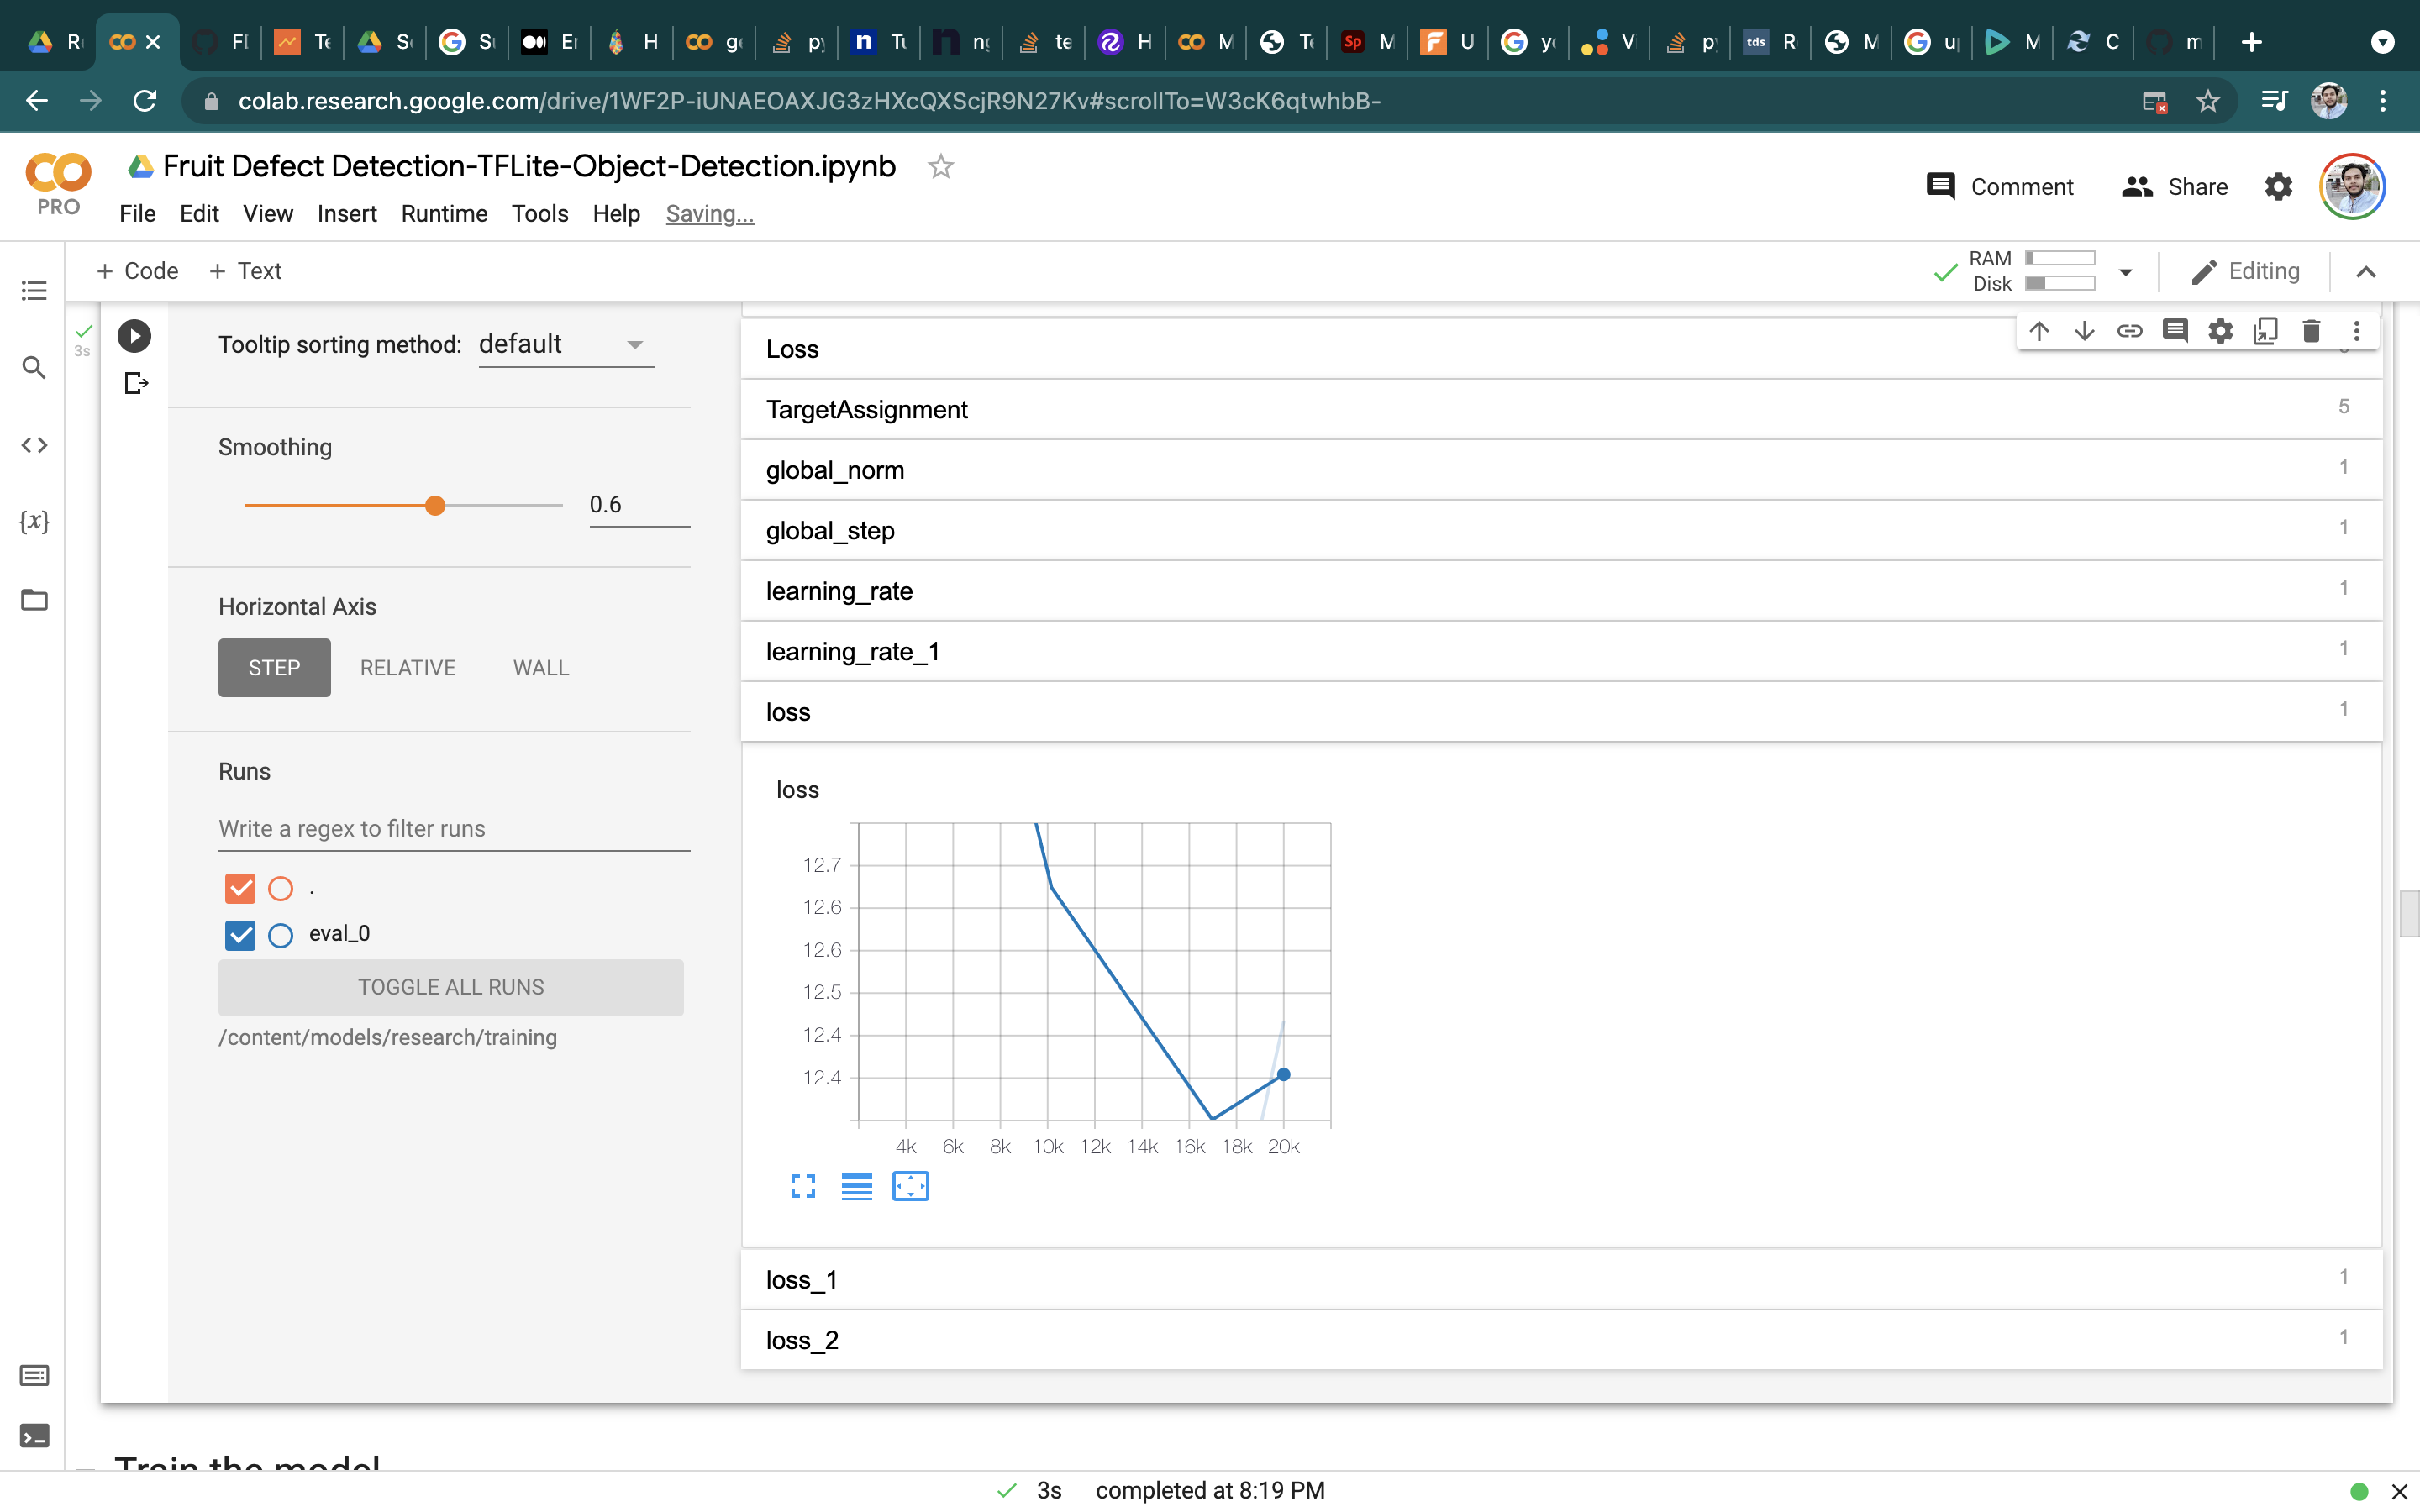 R
FI
Te
S
Su
Er
H
g
p
Tu
n
te
H
M
Te
M
U
y
V
p
R
M
u
M
C
m
colab.research.google.com/drive/1WF2P-iUNAEOAXJG3zHXcQXScjR9N27Kv#scrollTo=W3cK6qtwhbB-
PRO
Fruit Defect Detection-TFLite-Object-Detection.ipynb
File Edit View Insert Runtime Tools Help Saving...
Comment
Share
+ Code + Text
RAM
Disk
Editing
3s
Tooltip sorting method: default
Smoothing
0.6
Horizontal Axis
STEP RELATIVE WALL
Runs
Write a regex to filter runs
.
eval_0
TOGGLE ALL RUNS
/content/models/research/training
Loss
TargetAssignment 5
global_norm 1
global_step 1
learning_rate 1
learning_rate_1 1
loss 1
loss
12.7
12.6
12.6
12.5
12.4
12.4
4k 6k 8k 10k 12k 14k 16k 18k 20k
loss_1 1
loss_2 1
Train the model
3s completed at 8:19 PM